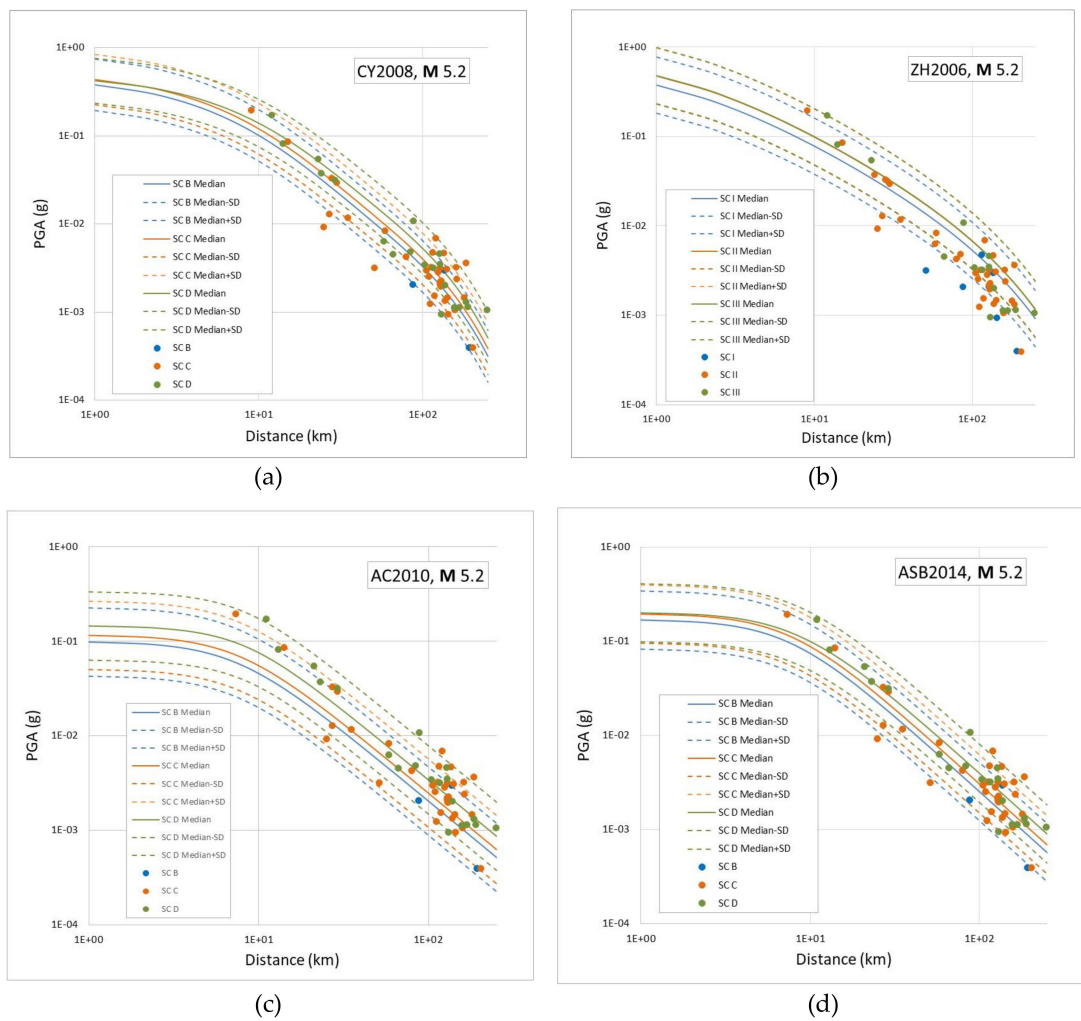 CY2008, M 5.2
1E+00
1E-01
1E-02
1E-03
1E-04
PGA (g)
SC B Median
SC B Median-SD
SC B Median+SD
SC C Median
SC C Median-SD
SC C Median+SD
SC D Median
SC D Median-SD
SC D Median+SD
SC B
SC C
SC D
1E+00 1E+01 1E+02
Distance (km)
(a)
ZH2006, M 5.2
1E+00
1E-01
1E-02
1E-03
1E-04
PGA (g)
SC I Median
SC I Median-SD
SC I Median+SD
SC II Median
SC II Median-SD
SC II Median+SD
SC III Median
SC III Median-SD
SC III Median+SD
SC I
SC II
SC III
1E+00 1E+01 1E+02
Distance (km)
(b)
AC2010, M 5.2
1E+00
1E-01
1E-02
1E-03
1E-04
PGA (g)
SC B Median
SC B Median-SD
SC B Median+SD
SC C Median
SC C Median-SD
SC C Median+SD
SC D Median
SC D Median-SD
SC D Median+SD
SC B
SC C
SC D
1E+00 1E+01 1E+02
Distance (km)
(c)
ASB2014, M 5.2
1E+00
1E-01
1E-02
1E-03
1E-04
PGA (g)
SC B Median
SC B Median-SD
SC B Median+SD
SC C Median
SC C Median-SD
SC C Median+SD
SC D Median
SC D Median-SD
SC D Median+SD
SC B
SC C
SC D
1E+00 1E+01 1E+02
Distance (km)
(d)